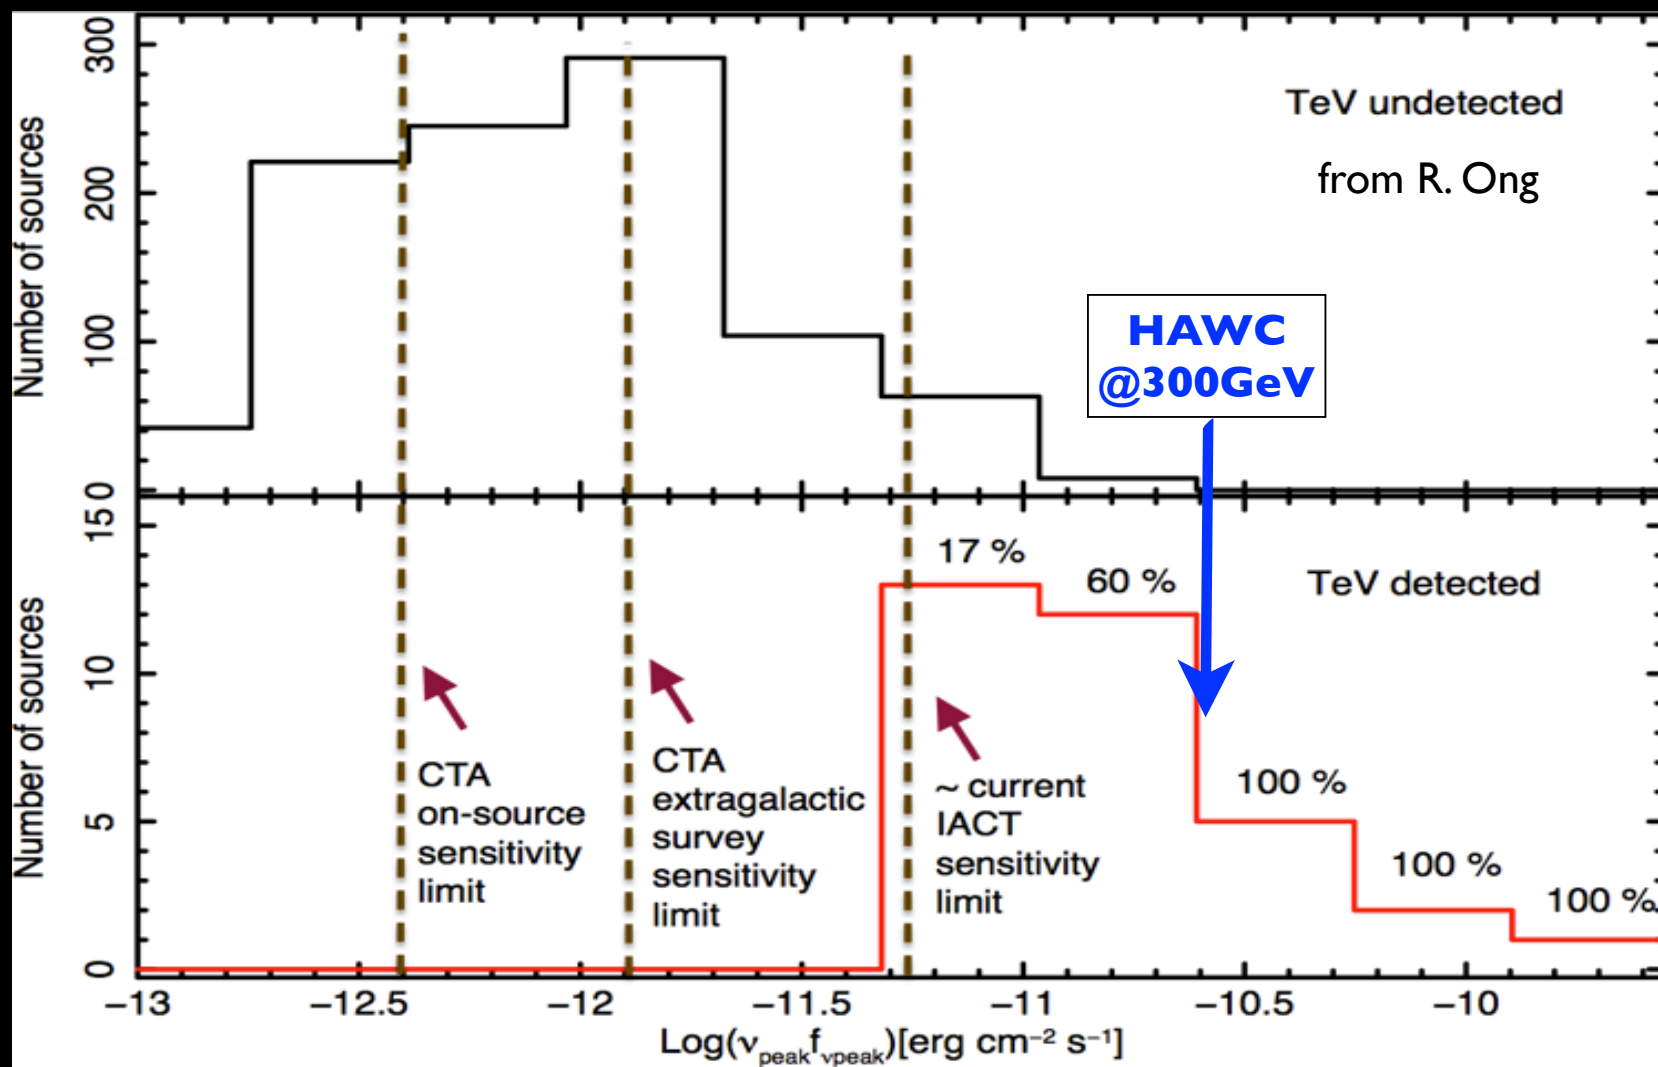 300
200
100
0
Number of sources
TeV undetected
from R. Ong
HAWC
@300GeV
15
10
5
0
Number of sources
17 %
60 %
100 %
100 %
100 %
TeV detected
CTA
on-source
sensitivity
limit
CTA
extragalactic
survey
sensitivity
limit
~ current
IACT
sensitivity
limit
−13 −12.5 −12 −11.5 −11 −10.5 −10
Log(νpeakfνpeak)[erg cm⁻² s⁻¹]